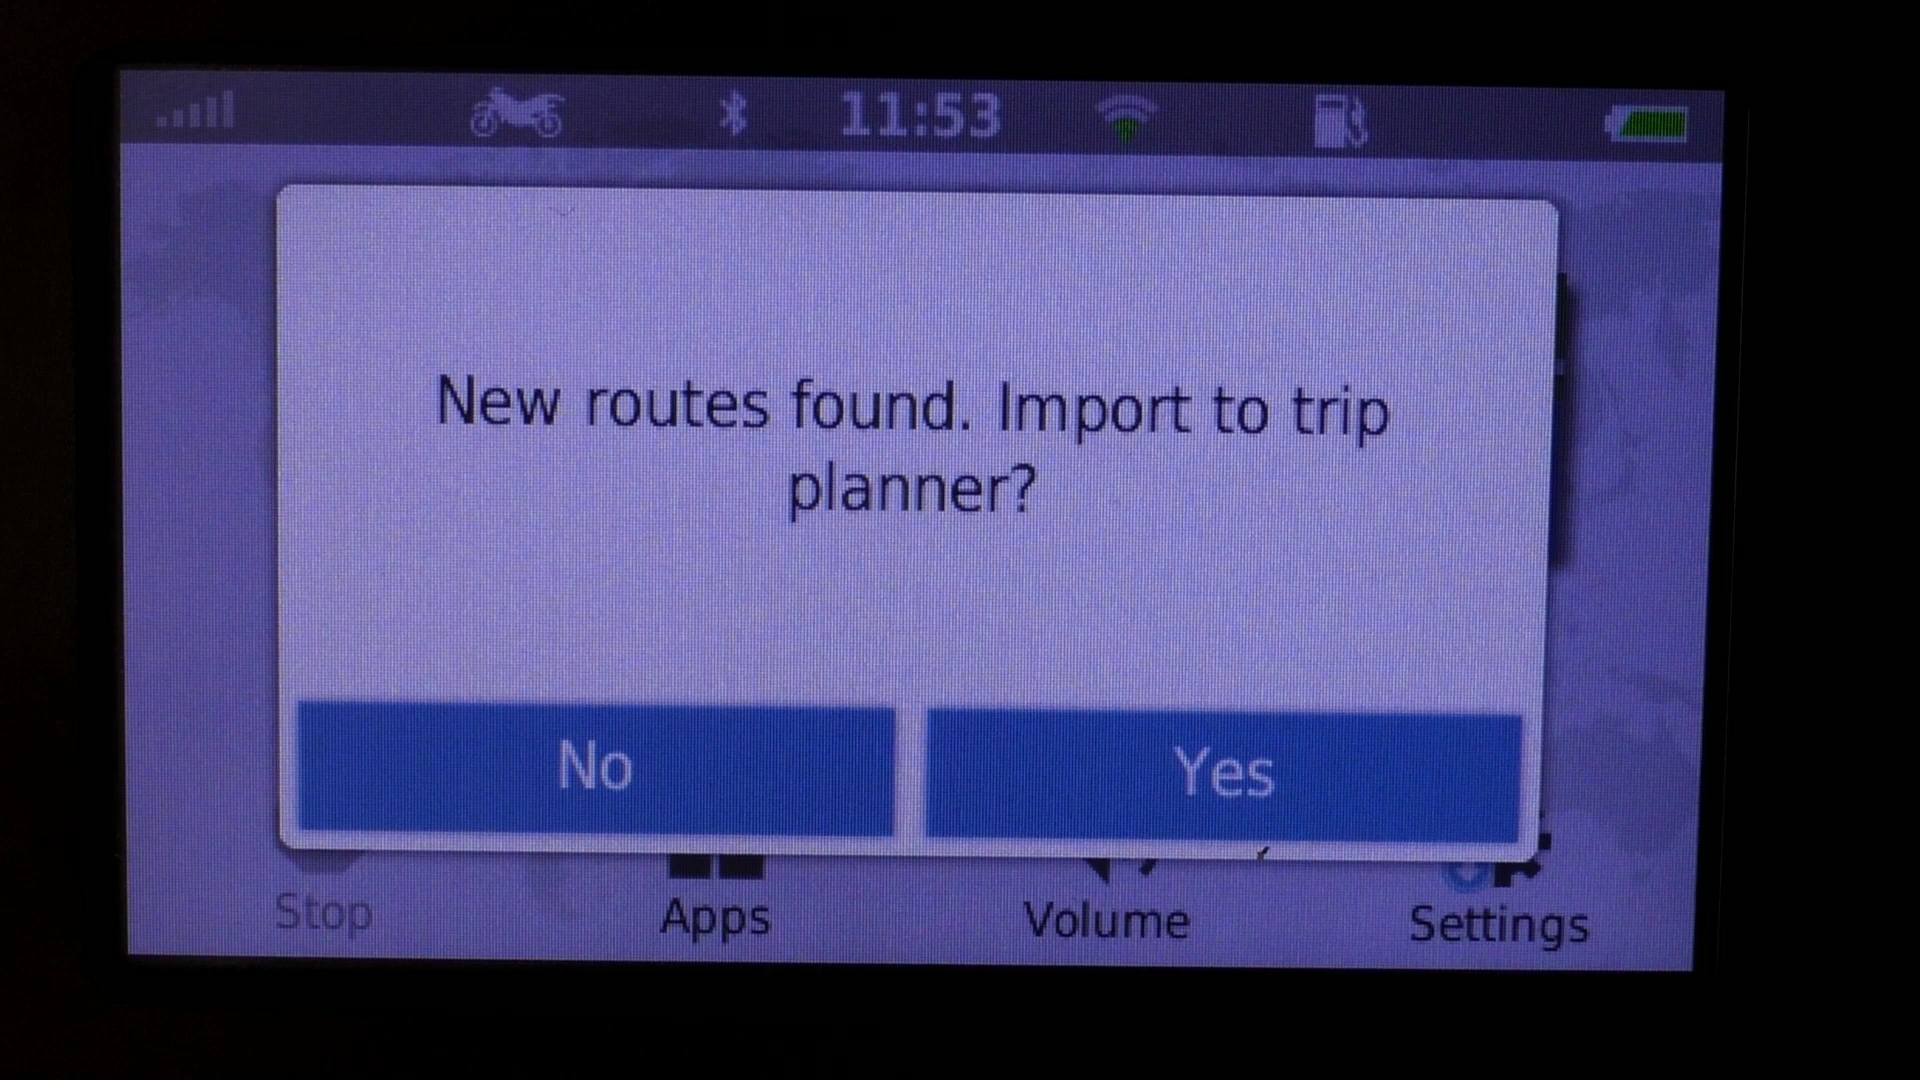 11:53
New routes found. Import to trip
planner?
No Yes
Stop Apps Volume Settings